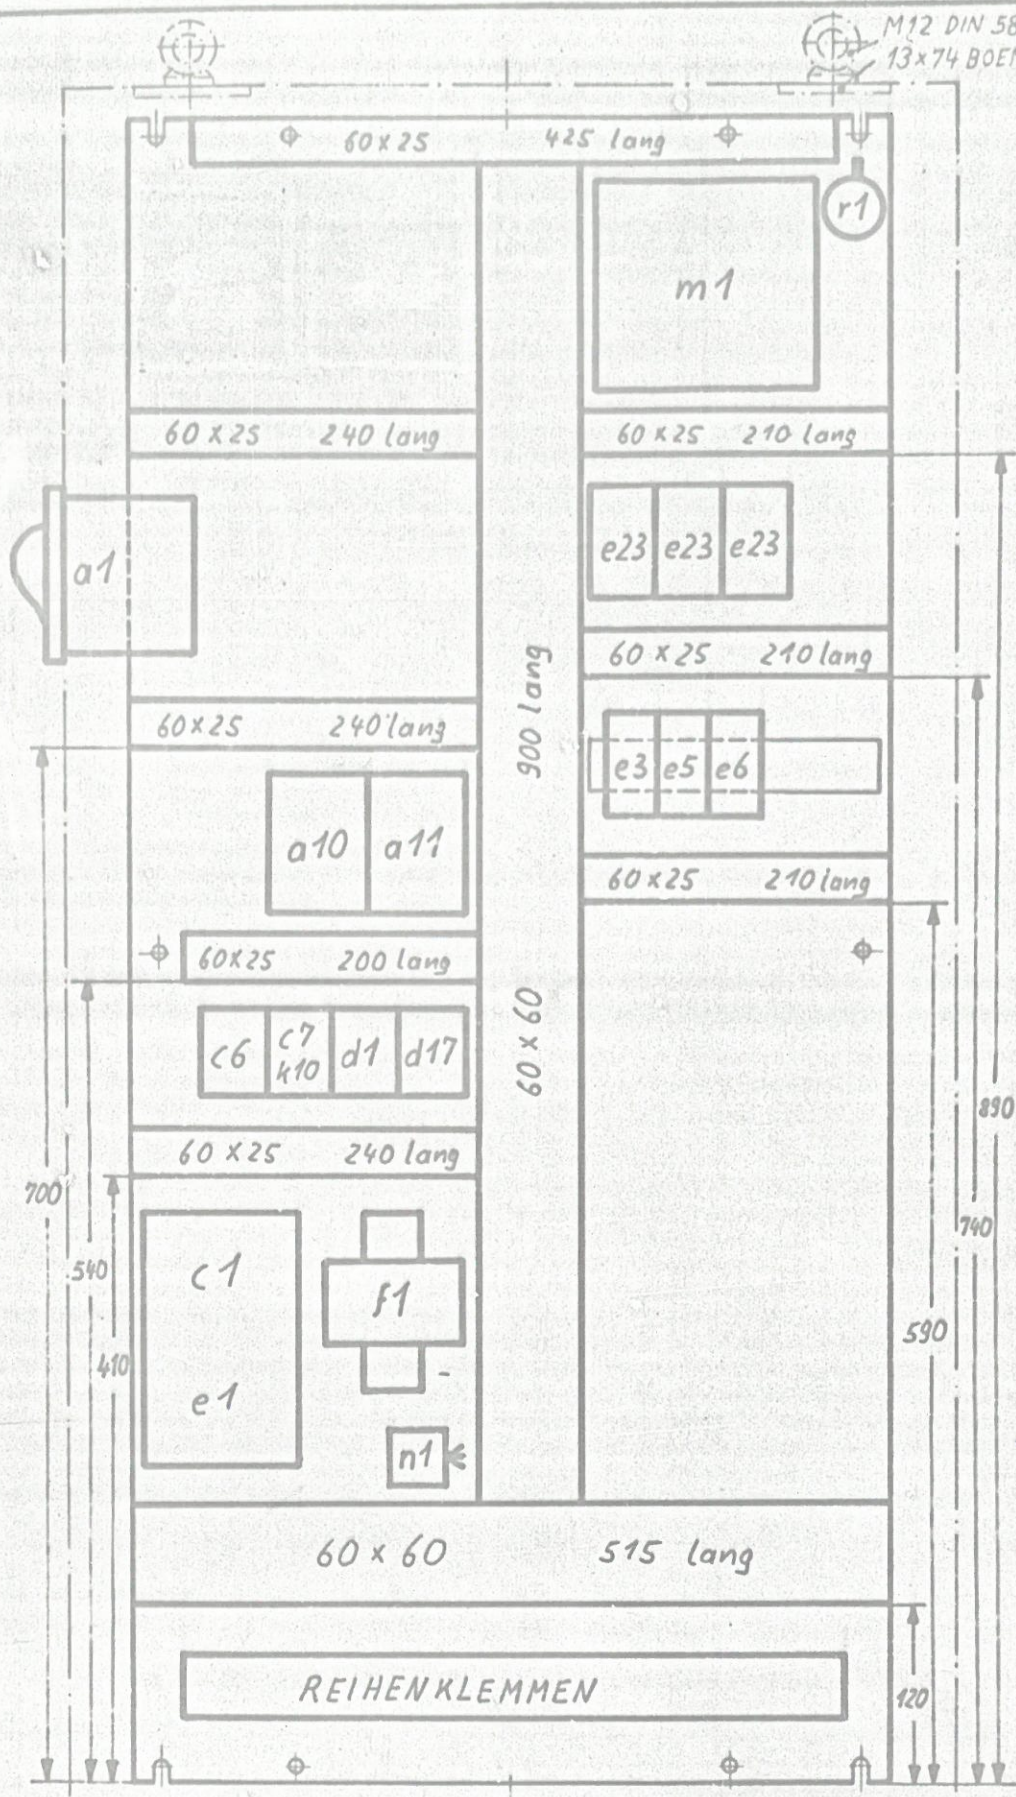 M12 DIN 58
13×74 BOE
60×25 425 lang
r1
m1
60×25 240 lang
60×25 210 lang
a1
e23 e23 e23
60×25 210 lang
60×25 240 lang
900 lang
e3 e5 e6
a10 a11
60×25 210 lang
60×25 200 lang
60×60
c6 c7 k10 d1 d17
890
60×25 240 lang
700
740
540
c1
f1
590
410
e1
n1
60×60 515 lang
REIHENKLEMMEN
120